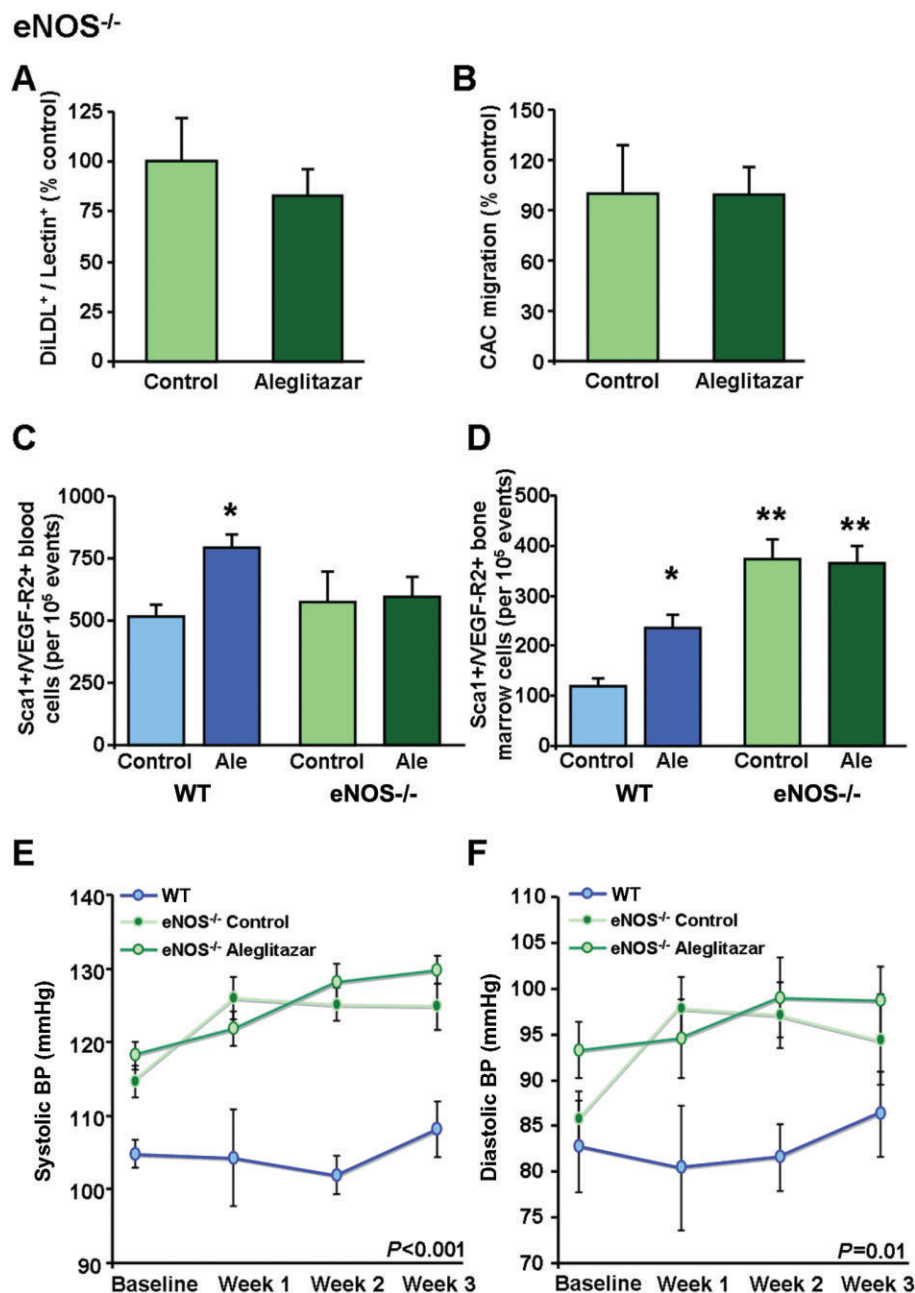 eNOS-/-
A
DiLDL+ / Lectin+ (% control)
125
100
75
50
25
0
Control
Aleglitazar
B
CAC migration (% control)
150
120
90
60
30
0
Control
Aleglitazar
C
Sca1+/VEGF-R2+ blood
cells (per 10⁵ events)
1000
750
500
250
0
*
Control
Ale
Control
Ale
WT
eNOS-/-
D
Sca1+/VEGF-R2+ bone
marrow cells (per 10⁵ events)
500
400
300
200
100
0
*
**
**
Control
Ale
Control
Ale
WT
eNOS-/-
E
Systolic BP (mmHg)
140
130
120
110
100
90
WT
eNOS-/- Control
eNOS-/- Aleglitazar
P<0.001
Baseline
Week 1
Week 2
Week 3
F
Diastolic BP (mmHg)
110
105
100
95
90
85
80
75
70
WT
eNOS-/- Control
eNOS-/- Aleglitazar
P=0.01
Baseline
Week 1
Week 2
Week 3